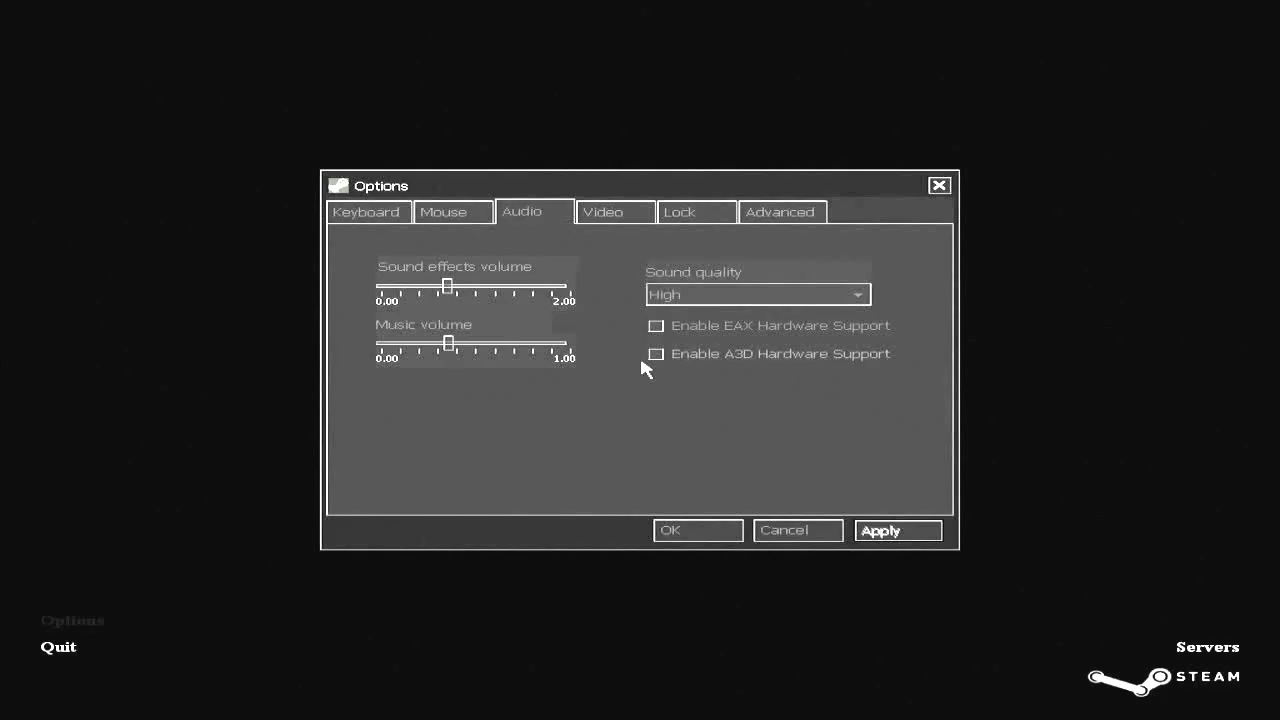 Options
Keyboard Mouse Audio Video Lock Advanced
Sound effects volume
0.00 2.00
Music volume
0.00 1.00
Sound quality
High
Enable EAX Hardware Support
Enable A3D Hardware Support
OK Cancel Apply
Options
Quit
Servers
STEAM